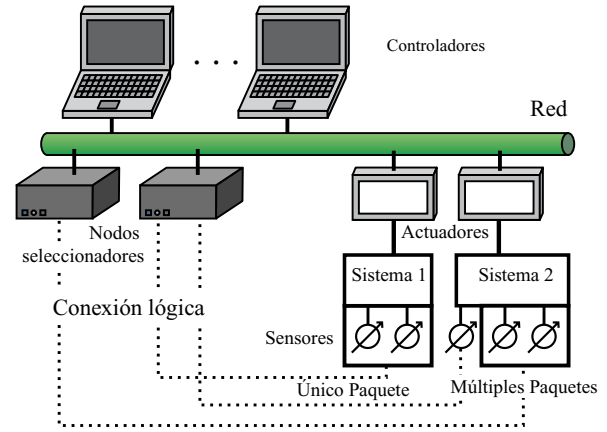 Controladores
Red
Nodos
seleccionadores
Actuadores
Sistema 1
Sistema 2
Conexión lógica
Sensores
Único Paquete
Múltiples Paquetes